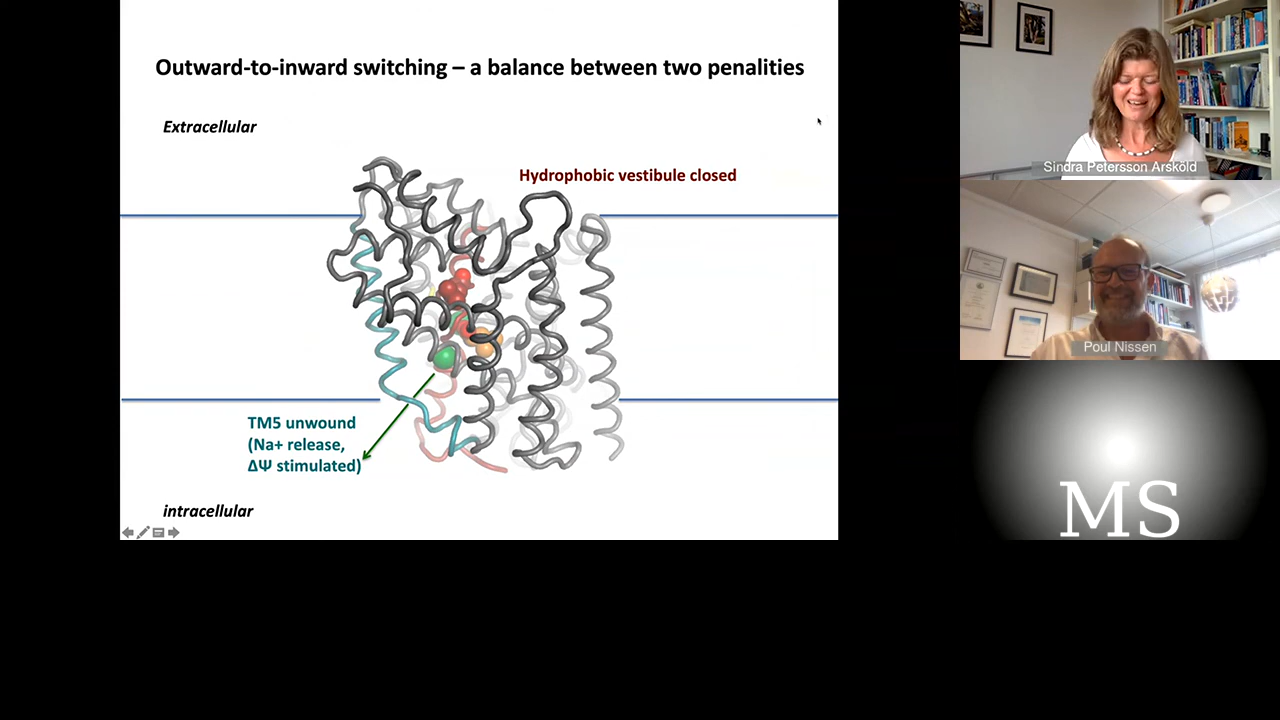 Outward-to-inward switching – a balance between two penalities
Extracellular
Hydrophobic vestibule closed
TM5 unwound
(Na+ release,
ΔΨ stimulated)
intracellular
Sindra Petersson Årsköld
Poul Nissen
MS